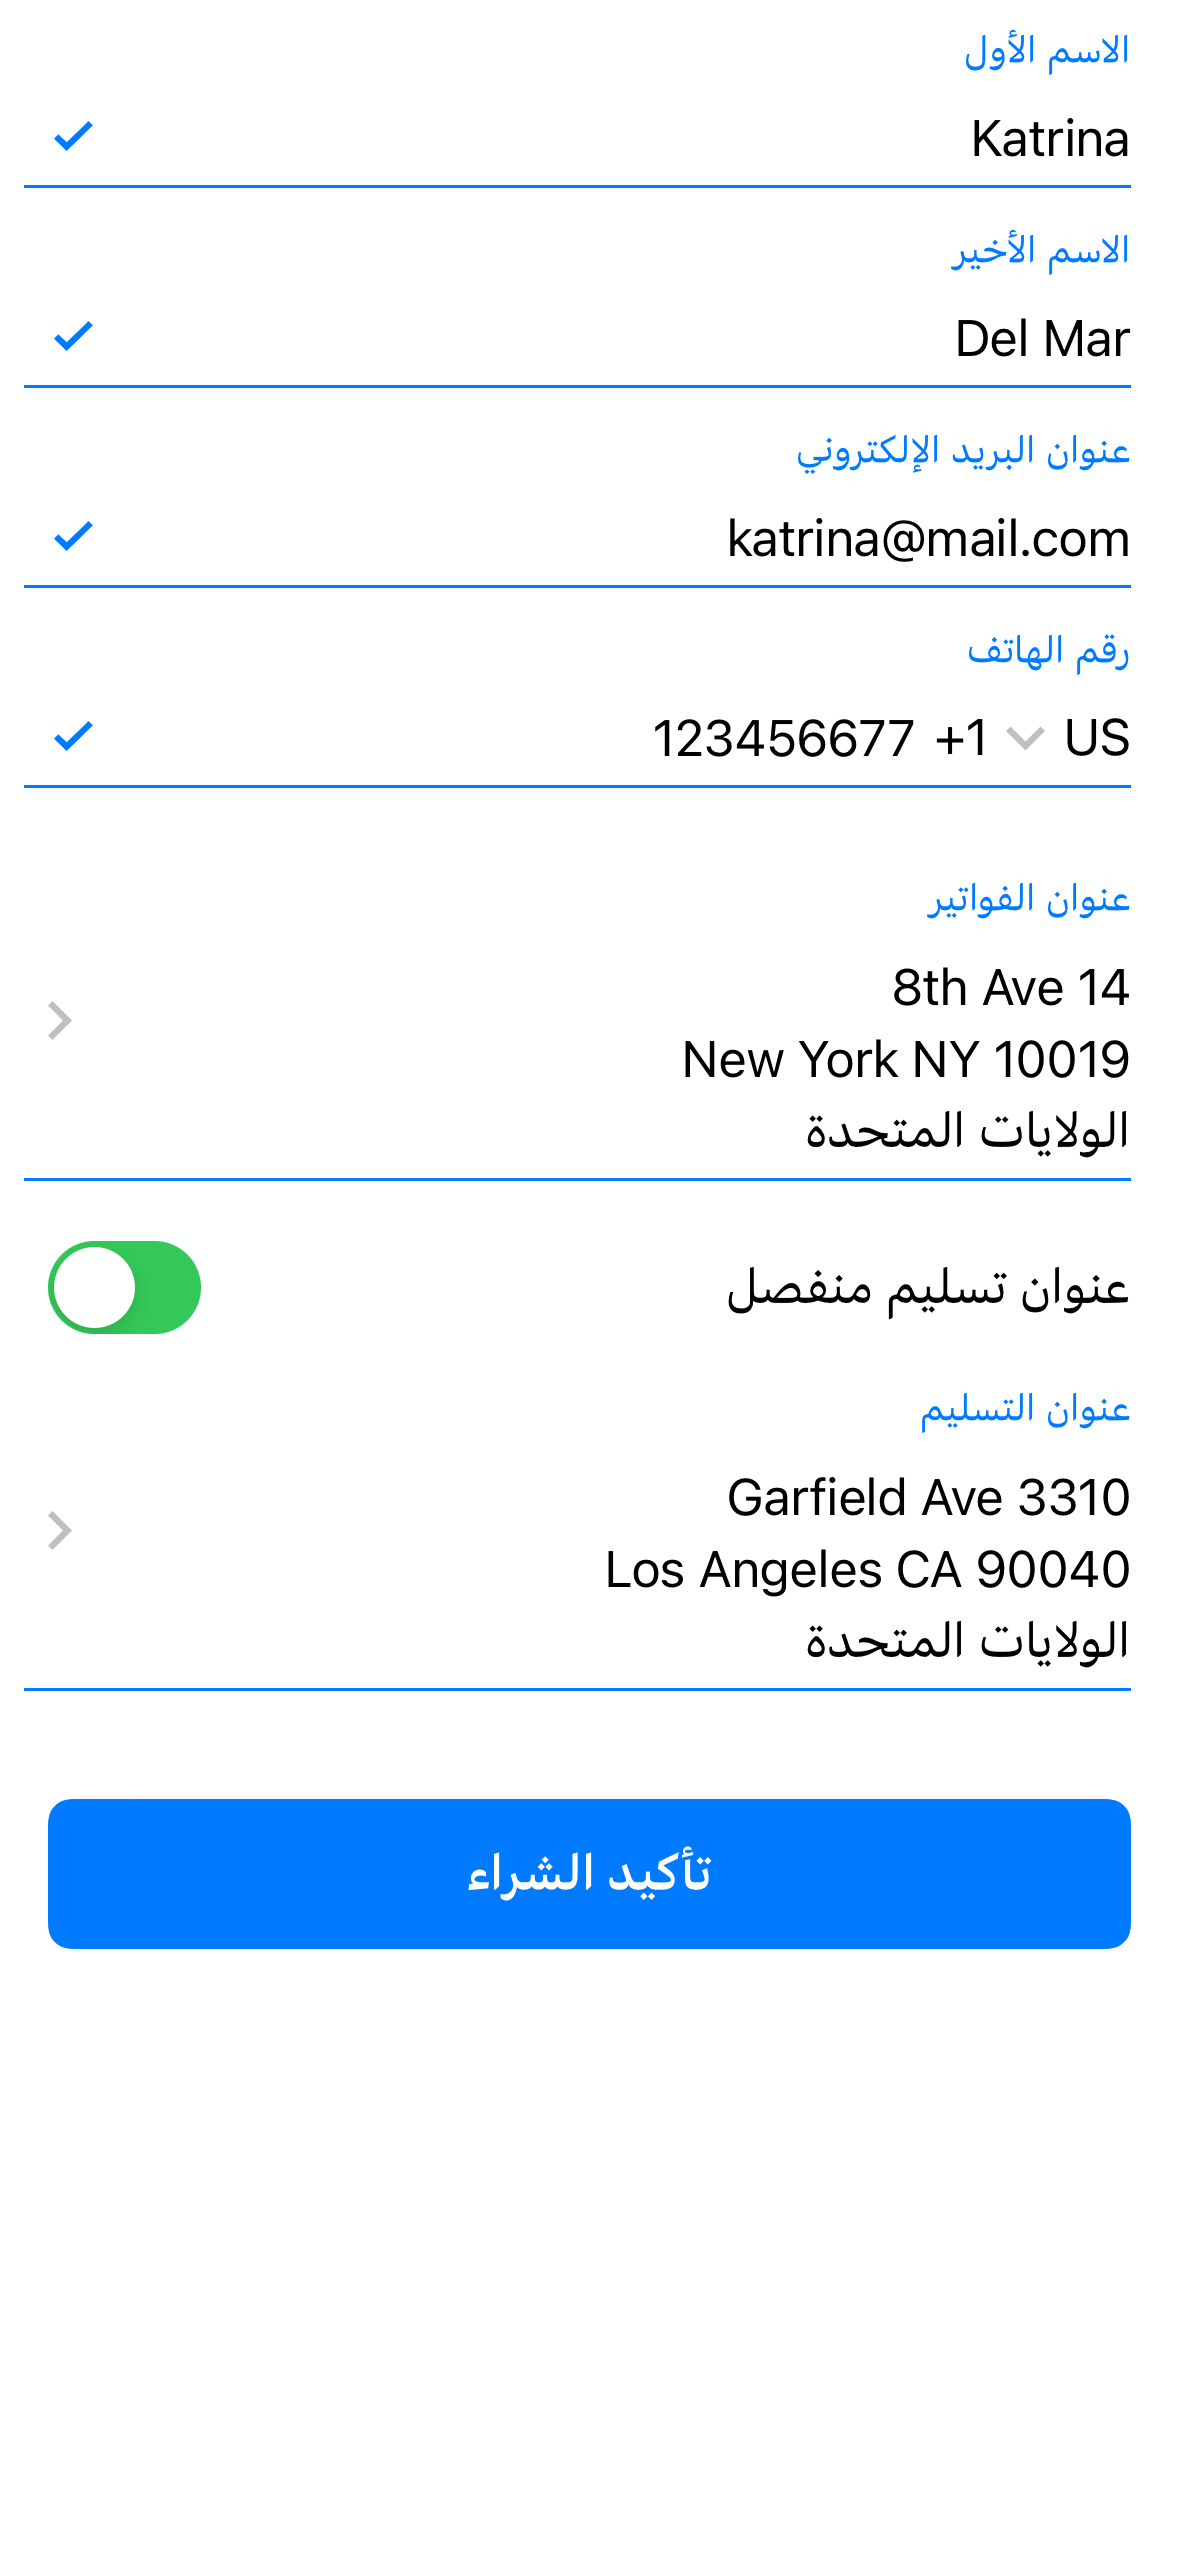 الاسم الأول
Katrina
الاسم الأخير
Del Mar
عنوان البريد الإلكتروني
katrina@mail.com
رقم الهاتف
US +1 123456677
عنوان الفواتير
8th Ave 14
New York NY 10019
الولايات المتحدة
عنوان تسليم منفصل
عنوان التسليم
Garfield Ave 3310
Los Angeles CA 90040
الولايات المتحدة
تأكيد الشراء